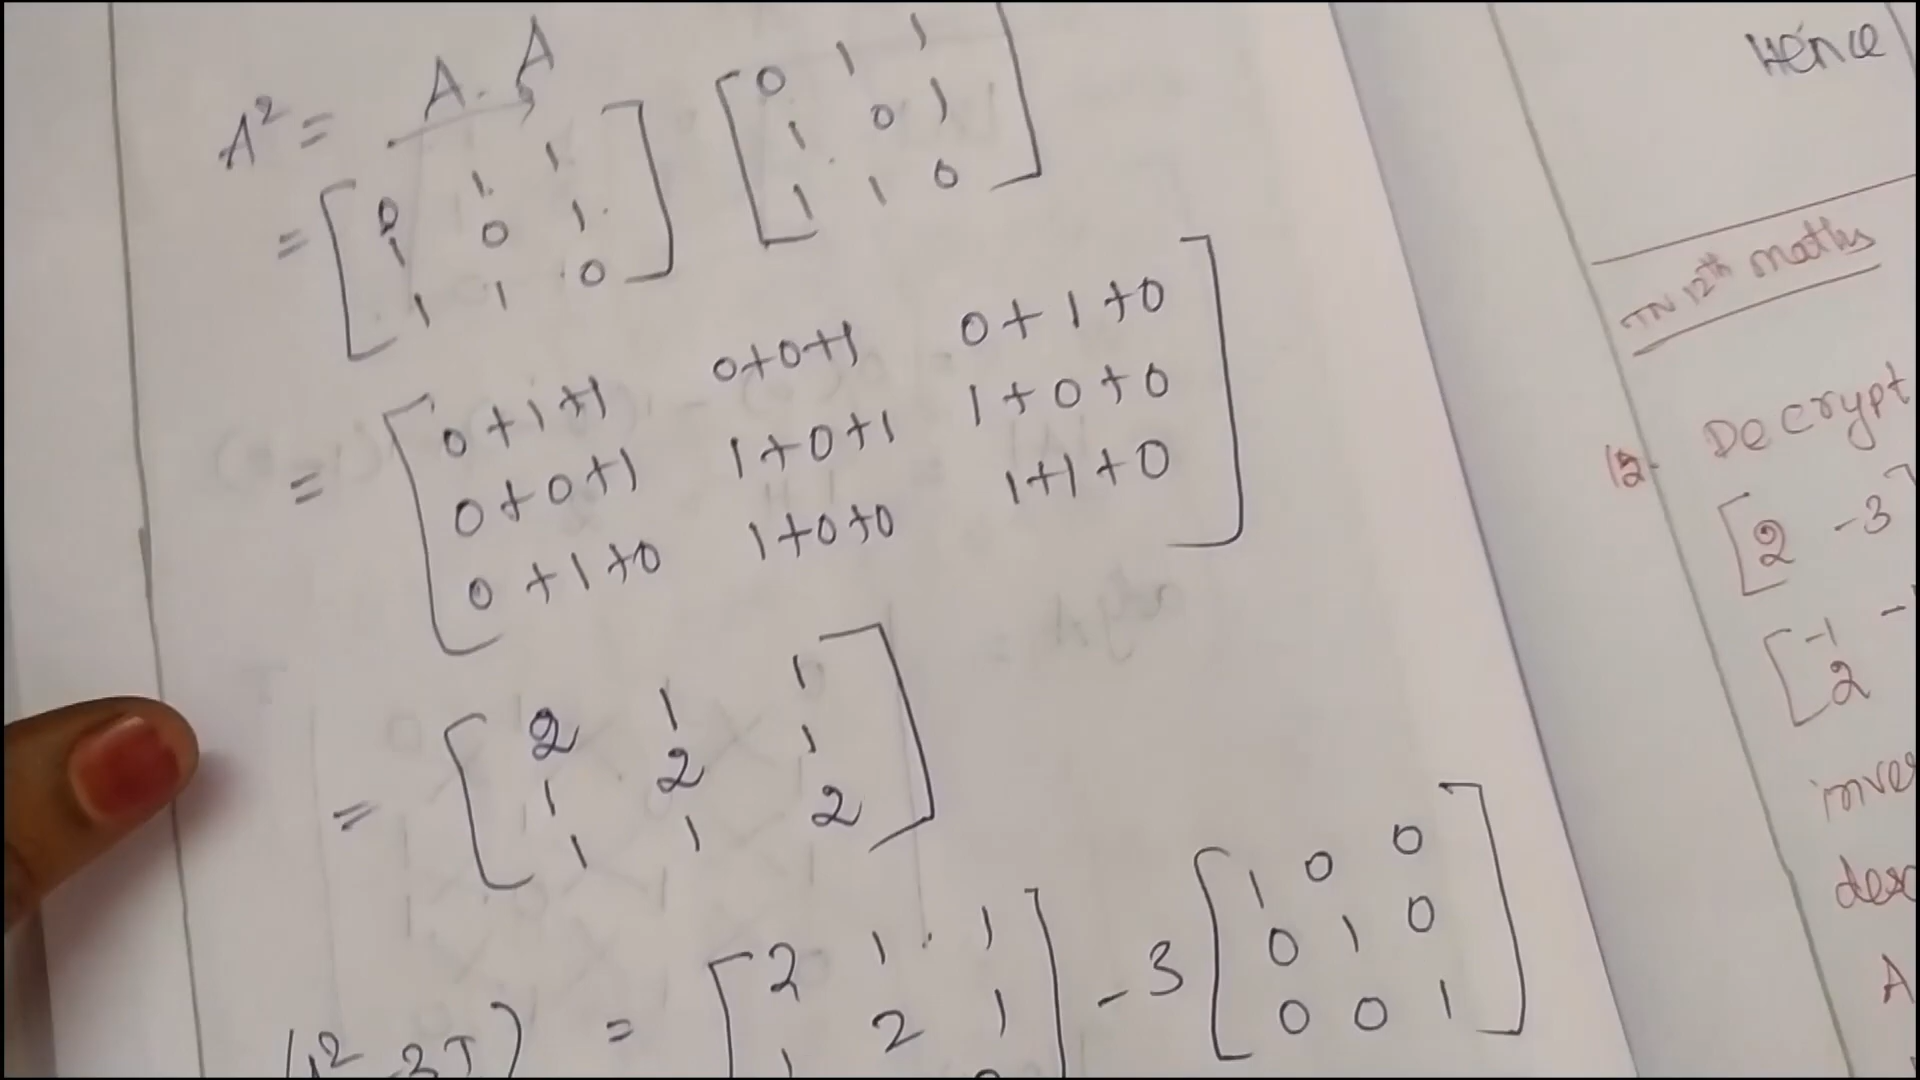 A² = A . A
= [ 0 1 1 ] [ 0 1 1 ]
1 0 1 1 0 1
1 1 0 1 1 0
= [ 0+1+1 0+0+1 0+1+0 ]
0+0+1 1+0+1 1+0+0
0+1+0 1+0+0 1+1+0
= [ 2 1 1 ]
1 2 1
1 1 2
(A² - 3I) = [ 2 1 1 ] - 3 [ 1 0 0 ]
1 2 1 0 1 0
0 0 1
Hence
TN 12th maths
12. Decrypt
[ 2 -3 ]
[ -1
2
A